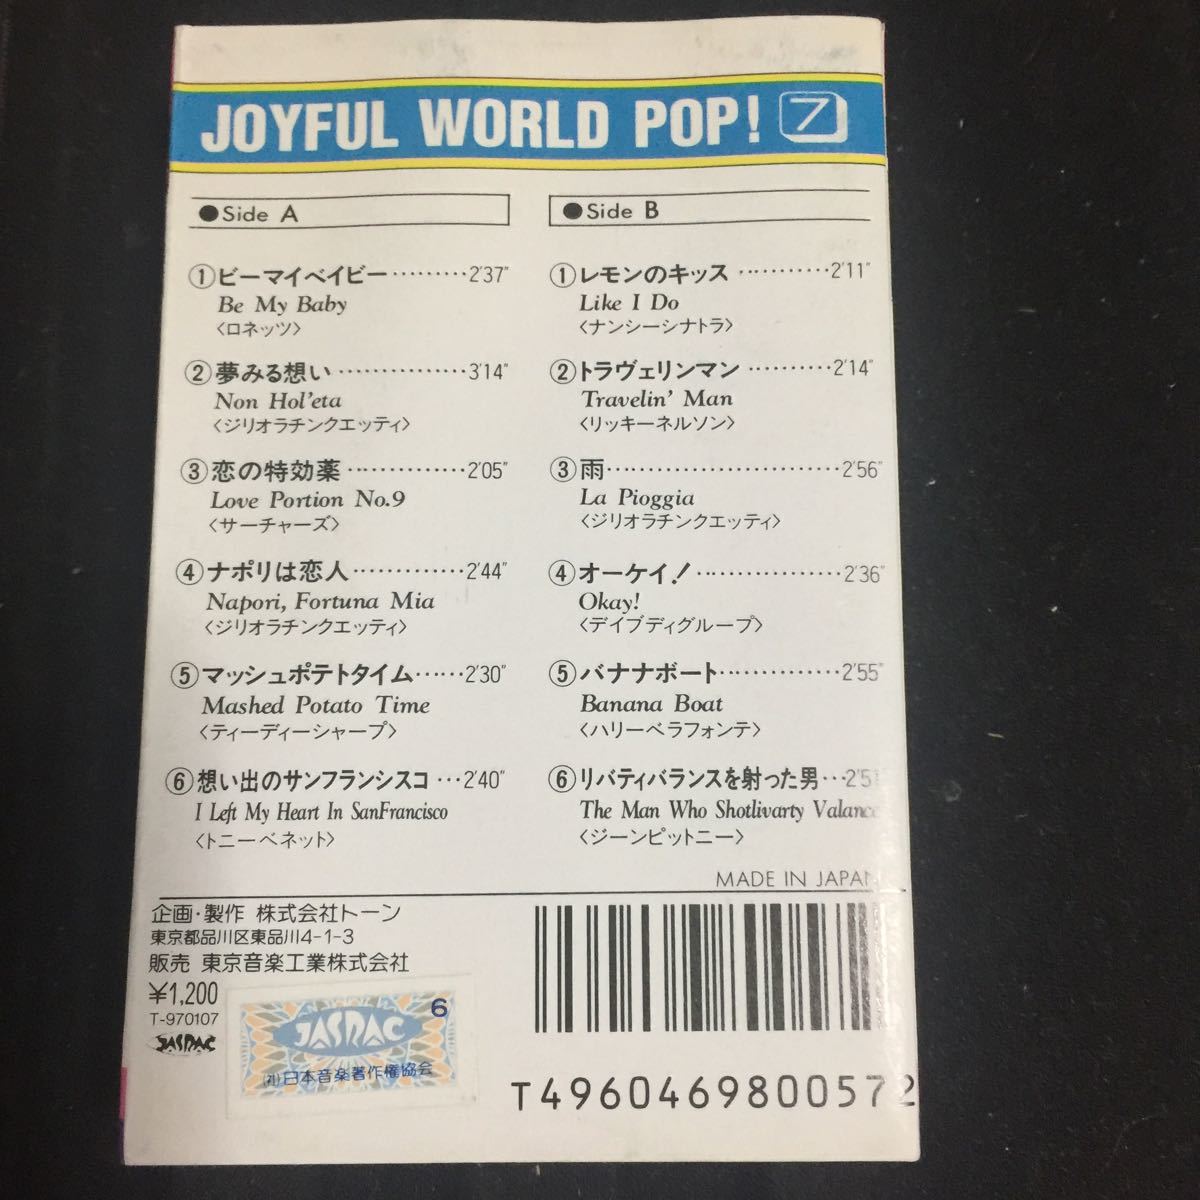 JOYFUL WORLD POP! 7
●Side A
①ビーマイベイビー………2'37"
Be My Baby
〈ロネッツ〉
②夢みる想い……………3'14"
Non Hol'eta
〈ジリオラチンクエッティ〉
③恋の特効薬……………2'05"
Love Portion No.9
〈サーチャーズ〉
④ナポリは恋人…………2'44"
Napori, Fortuna Mia
〈ジリオラチンクエッティ〉
⑤マッシュポテトタイム……2'30"
Mashed Potato Time
〈ティーディーシャープ〉
⑥想い出のサンフランシスコ…2'40"
I Left My Heart In SanFrancisco
〈トニーベネット〉
●Side B
①レモンのキッス…………2'11"
Like I Do
〈ナンシーシナトラ〉
②トラヴェリンマン………2'14"
Travelin' Man
〈リッキーネルソン〉
③雨………………………2'56"
La Pioggia
〈ジリオラチンクエッティ〉
④オーケイ!………………2'36"
Okay!
〈デイブディグループ〉
⑤バナナボート…………2'55"
Banana Boat
〈ハリーベラフォンテ〉
⑥リバティバランスを射った男…2'51
The Man Who Shotlivarty Valance
〈ジーンピットニー〉
MADE IN JAPAN
企画・製作 株式会社トーン
東京都品川区東品川4-1-3
販売 東京音楽工業株式会社
¥1,200
T-970107
JASRAC
6
JASRAC
(社)日本音楽著作権協会
T4960469800572